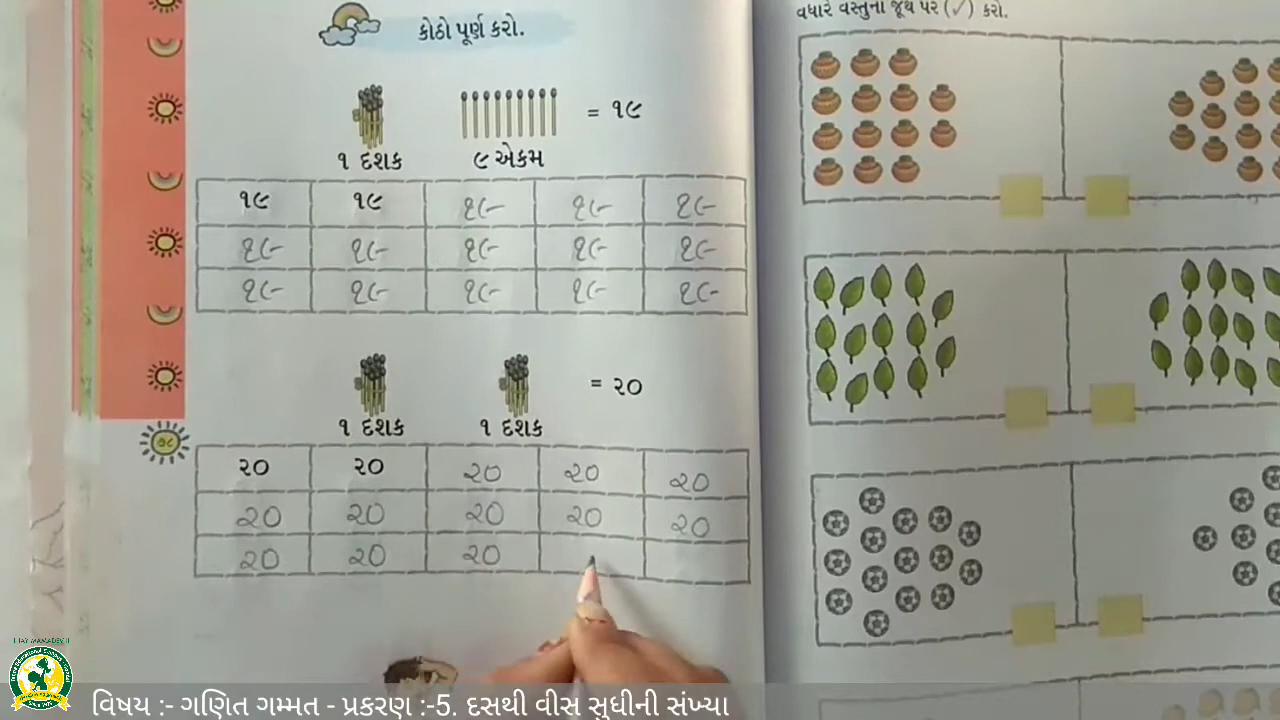 કોઠો પૂર્ણ કરો.
= ૧૯
૧ દશક ૯ એકમ
૧૯ ૧૯ ૧૯ ૧૯ ૧૯
૧૯ ૧૯ ૧૯ ૧૯ ૧૯
૧૯ ૧૯ ૧૯ ૧૯ ૧૯
= ૨૦
૧ દશક ૧ દશક
૭૮
૨૦ ૨૦ ૨૦ ૨૦ ૨૦
૨૦ ૨૦ ૨૦ ૨૦ ૨૦
૨૦ ૨૦ ૨૦
વધારે વસ્તુના જૂથ પર (✓) કરો.
વિષય :- ગણિત ગમ્મત - પ્રકરણ :-5. દસથી વીસ સુધીની સંખ્યા